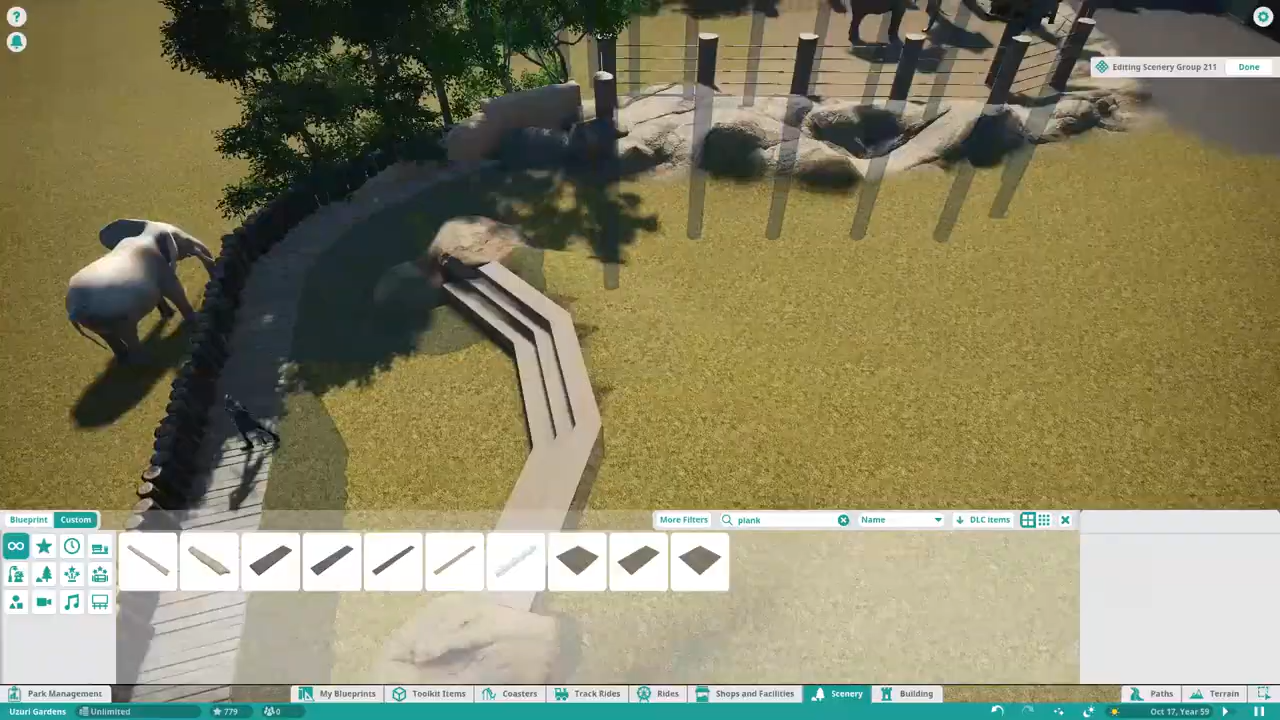 ?
Editing Scenery Group 211 Done
Blueprint Custom More Filters plank Name DLC items
Park Management My Blueprints Toolkit Items Coasters Track Rides Rides Shops and Facilities Scenery Building Paths Terrain
Uzuri Gardens Unlimited 779 0 Oct 17, Year 59